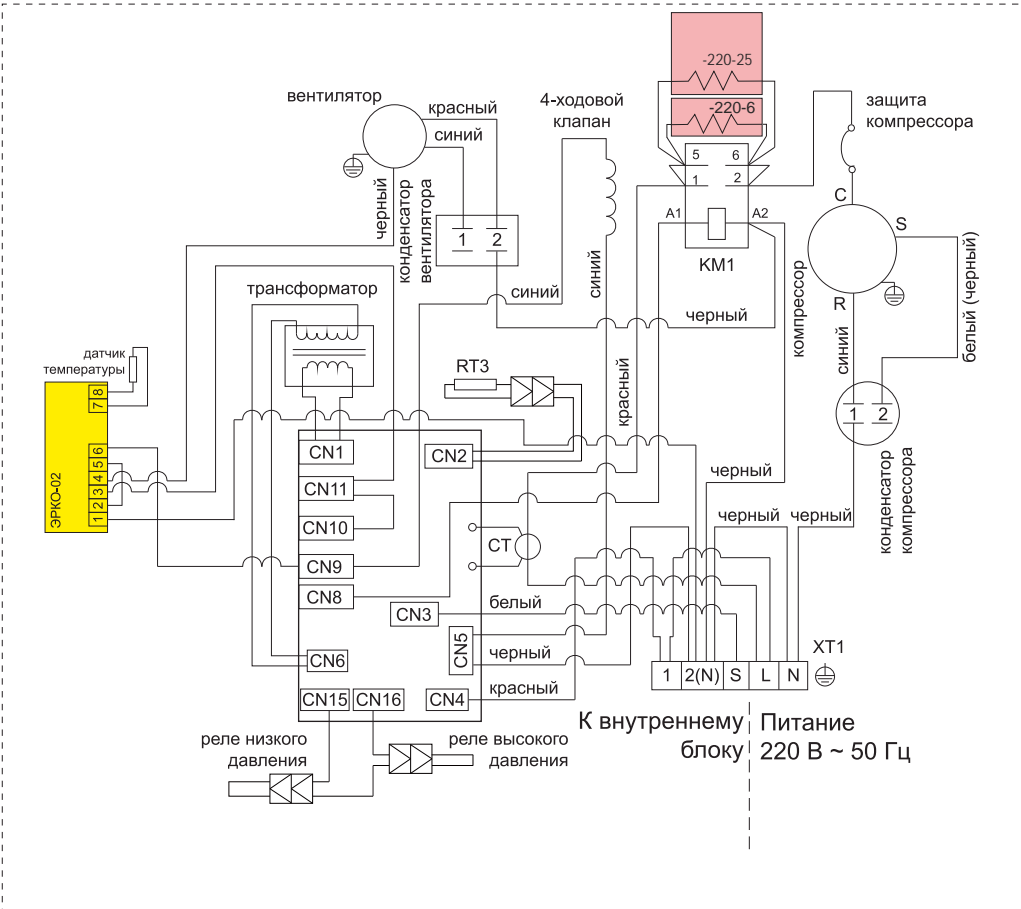 -220-25
-220-6
вентилятор
красный
синий
4-ходовой
клапан
защита
компрессора
5
6
1
2
A1
A2
KM1
C
S
R
черный
конденсатор
вентилятора
1
2
трансформатор
синий
синий
черный
компрессор
белый (черный)
синий
датчик
температуры
RT3
красный
1
2
конденсатор
компрессора
ЭРКО-02
8
7
6
5
4
3
2
1
CN1
CN2
CN11
CN10
CN9
CN8
CN3
CN5
CN6
CN15
CN16
CN4
CT
черный
черный
черный
белый
черный
красный
XT1
1
2(N)
S
L
N
реле низкого
давления
реле высокого
давления
К внутреннему
блоку
Питание
220 В ~ 50 Гц